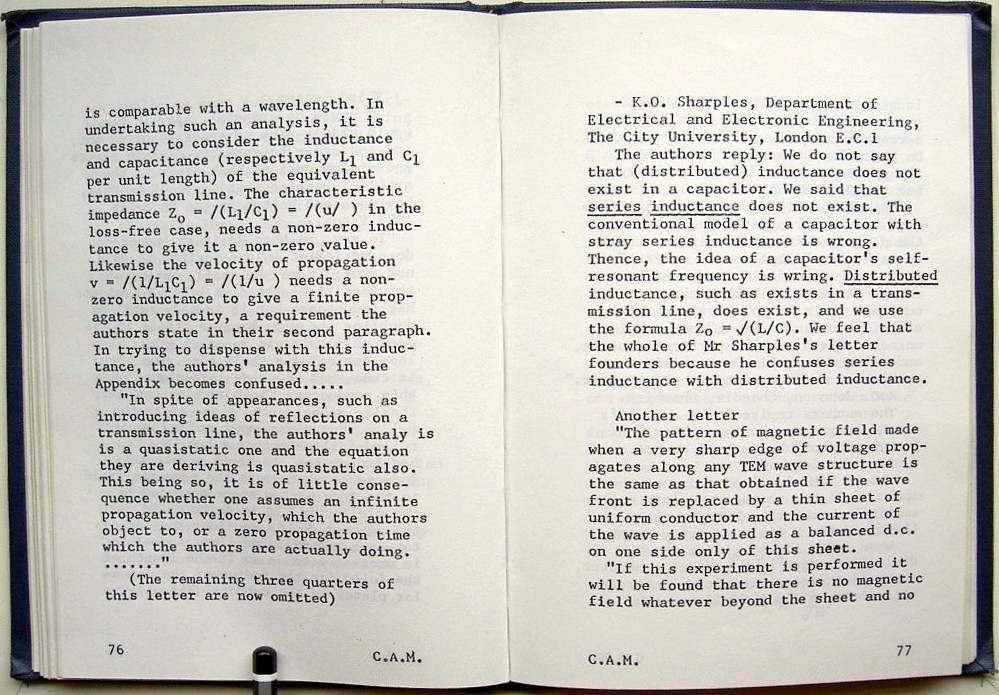 is comparable with a wavelength. In
undertaking such an analysis, it is
necessary to consider the inductance
and capacitance (respectively L1 and C1
per unit length) of the equivalent
transmission line. The characteristic
impedance Zo = /(L1/C1) = /(u/ ) in the
loss-free case, needs a non-zero induc-
tance to give it a non-zero value.
Likewise the velocity of propagation
v = /(1/L1C1) = /(1/u ) needs a non-
zero inductance to give a finite prop-
agation velocity, a requirement the
authors state in their second paragraph.
In trying to dispense with this induc-
tance, the authors' analysis in the
Appendix becomes confused.....
"In spite of appearances, such as
introducing ideas of reflections on a
transmission line, the authors' analy is
is a quasistatic one and the equation
they are deriving is quasistatic also.
This being so, it is of little conse-
quence whether one assumes an infinite
propagation velocity, which the authors
object to, or a zero propagation time
which the authors are actually doing.
......."
(The remaining three quarters of
this letter are now omitted)
76
C.A.M.
- K.O. Sharples, Department of
Electrical and Electronic Engineering,
The City University, London E.C.1
The authors reply: We do not say
that (distributed) inductance does not
exist in a capacitor. We said that
series inductance does not exist. The
conventional model of a capacitor with
stray series inductance is wrong.
Thence, the idea of a capacitor's self-
resonant frequency is wring. Distributed
inductance, such as exists in a trans-
mission line, does exist, and we use
the formula Zo = √(L/C). We feel that
the whole of Mr Sharples's letter
founders because he confuses series
inductance with distributed inductance.
Another letter
"The pattern of magnetic field made
when a very sharp edge of voltage prop-
agates along any TEM wave structure is
the same as that obtained if the wave
front is replaced by a thin sheet of
uniform conductor and the current of
the wave is applied as a balanced d.c.
on one side only of this sheet.
"If this experiment is performed it
will be found that there is no magnetic
field whatever beyond the sheet and no
C.A.M.
77